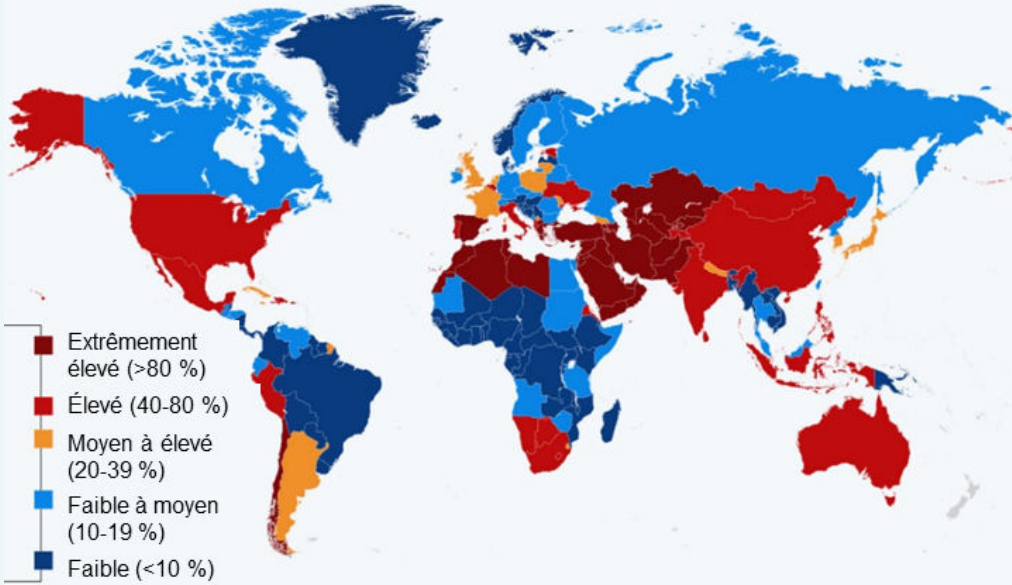 Extrêmement
élevé (>80 %)
Élevé (40-80 %)
Moyen à élevé
(20-39 %)
Faible à moyen
(10-19 %)
Faible (<10 %)